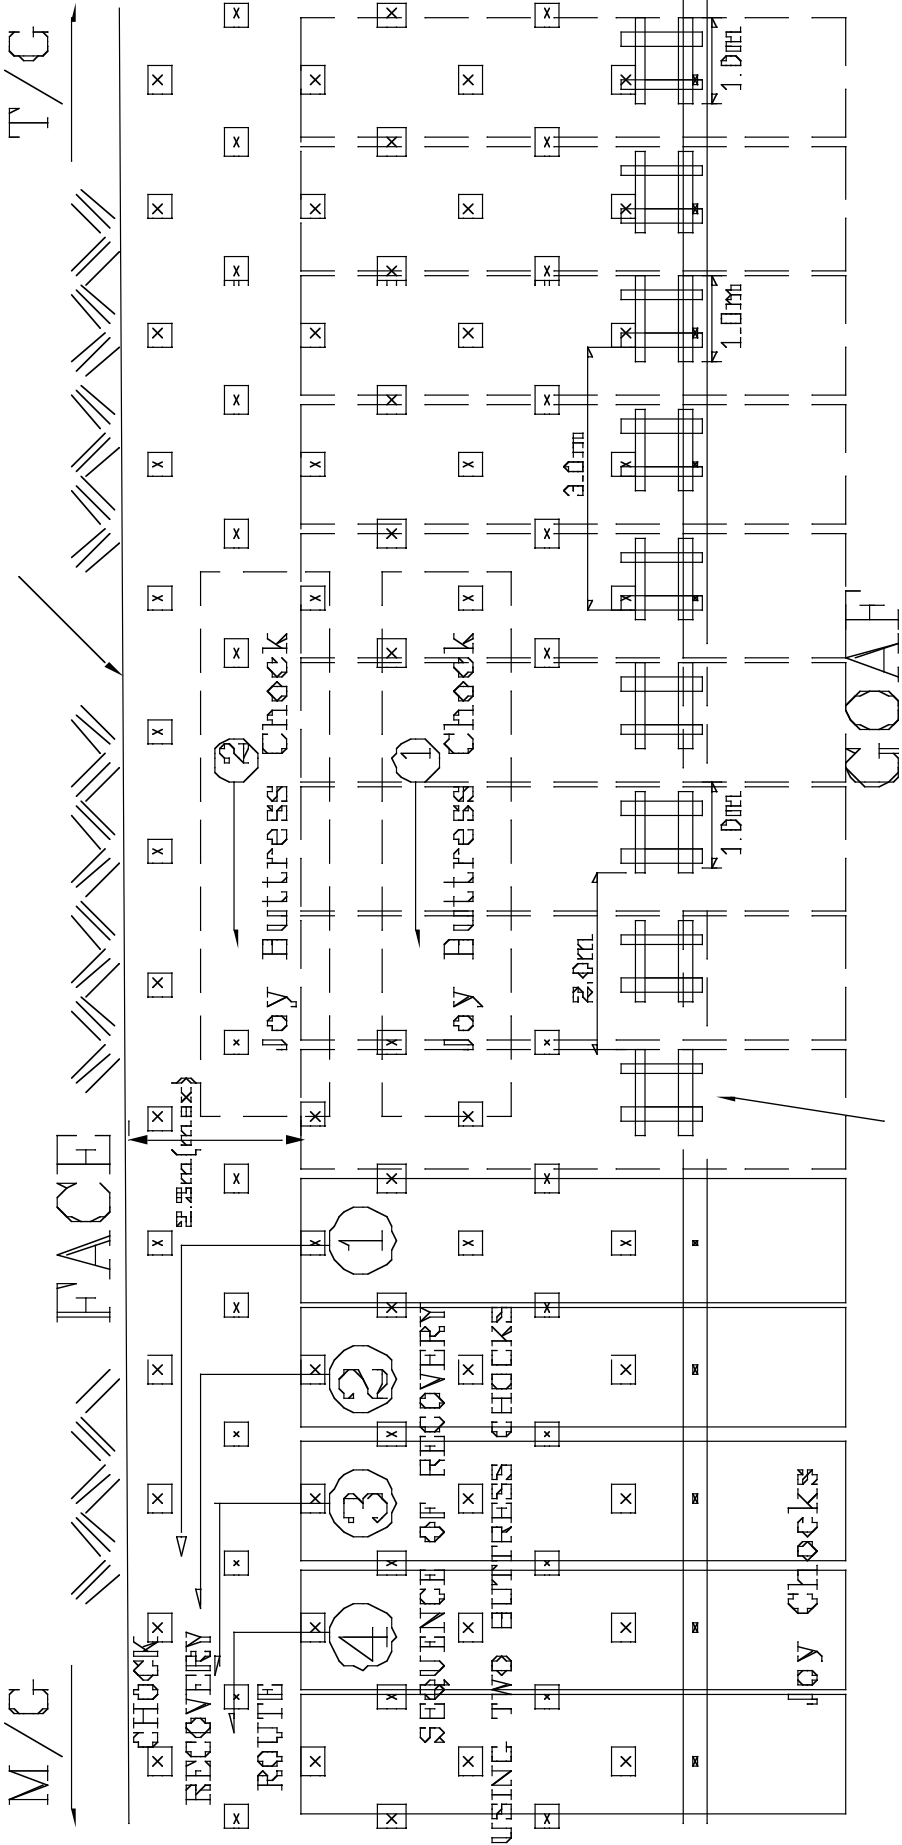 T/G
FACE
M/G
1.0m
1.0m
3.0m
1.0m
2.0m
2.2m(max)
GOAF
2
Joy Buttress Chock
1
Joy Buttress Chock
1
2
3
4
CHOCK
RECOVERY
ROUTE
SEQUENCE OF RECOVERY
USING TWO BUTTRESS CHOCKS
Joy Chocks